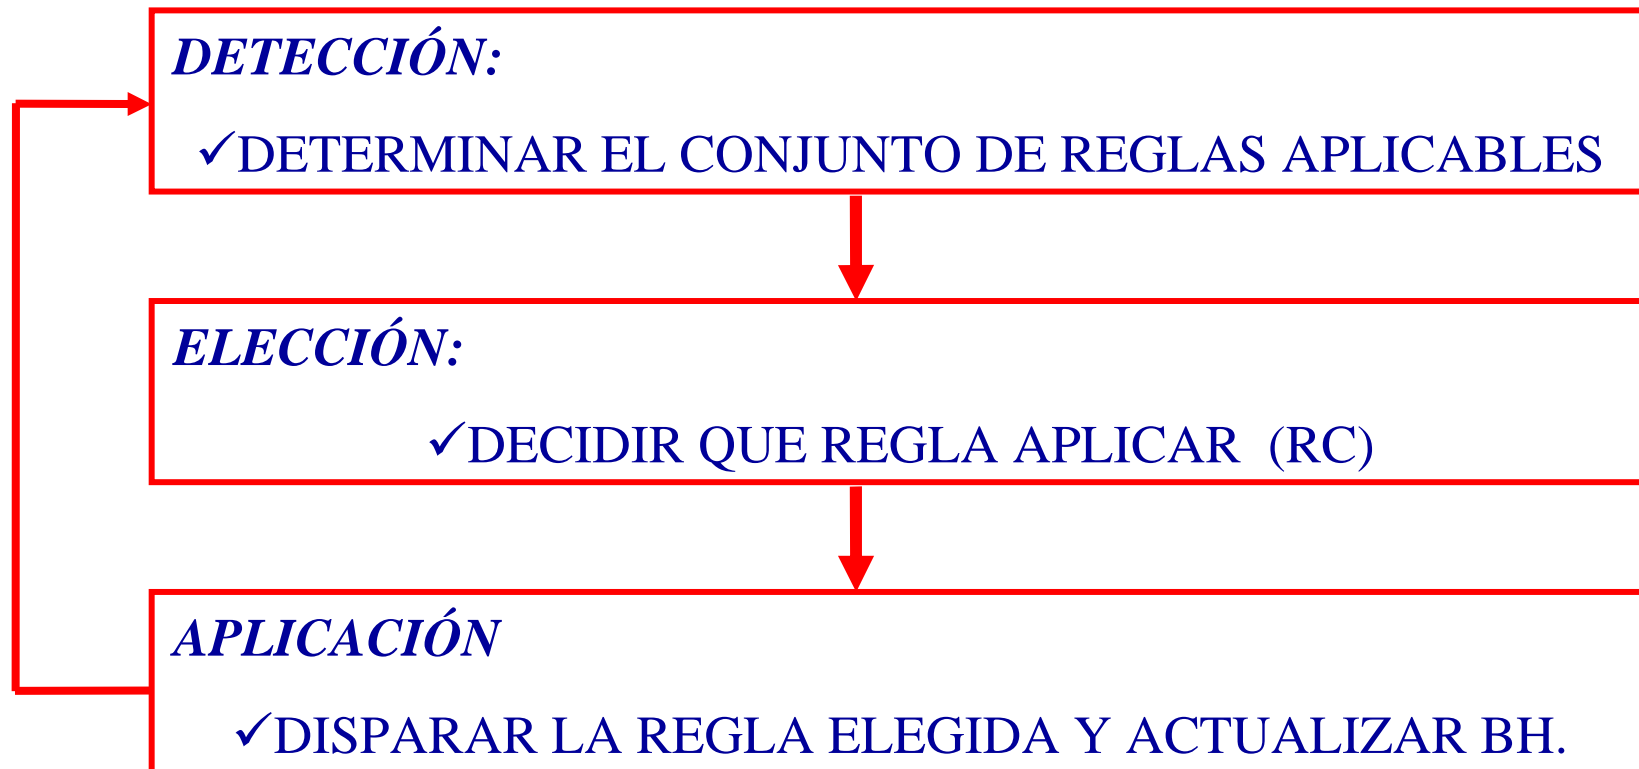 DETECCIÓN:
✓DETERMINAR EL CONJUNTO DE REGLAS APLICABLES
ELECCIÓN:
✓DECIDIR QUE REGLA APLICAR (RC)
APLICACIÓN
✓DISPARAR LA REGLA ELEGIDA Y ACTUALIZAR BH.